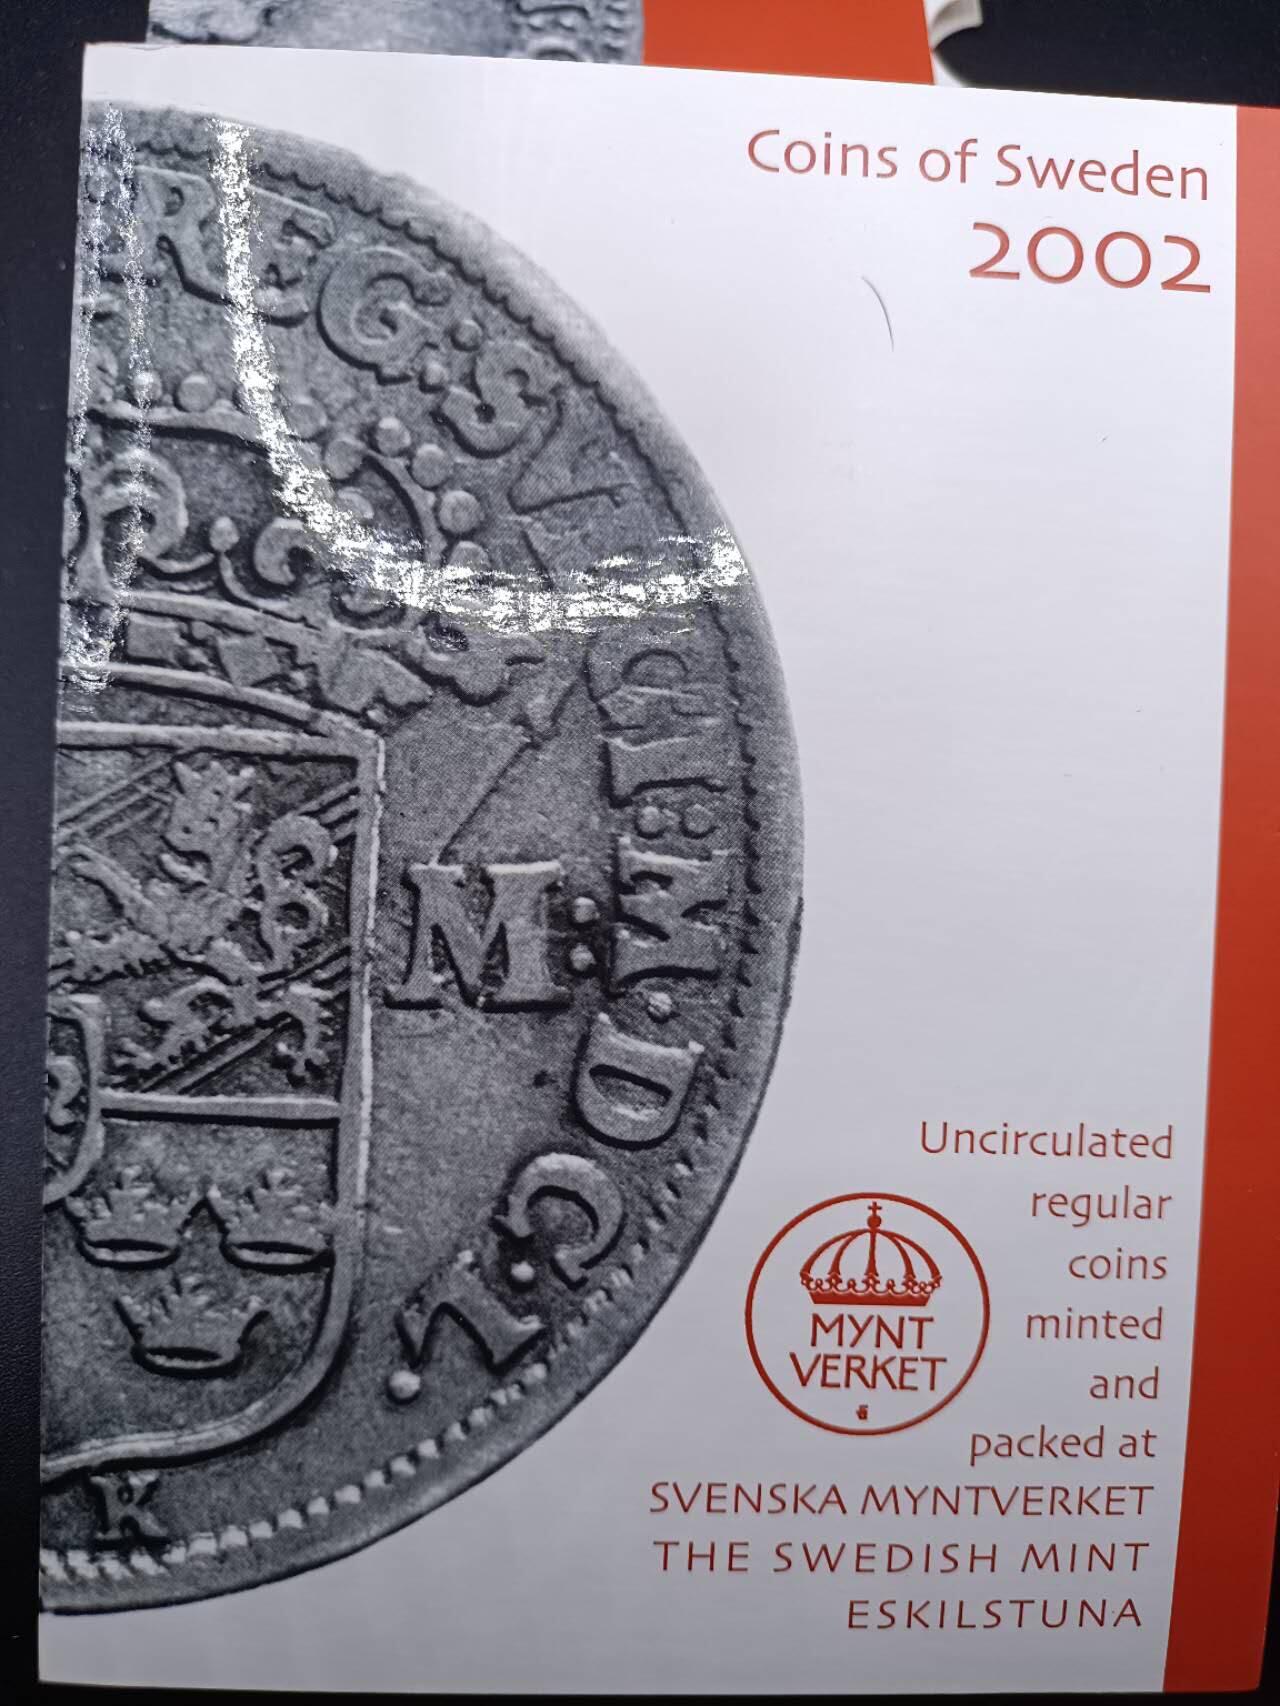 Coins of Sweden
2002
REG:SV
CI:
M:
M.D
C
K
Uncirculated
regular
coins
minted
and
packed at
MYNT
VERKET
SVENSKA MYNTVERKET
THE SWEDISH MINT
ESKILSTUNA